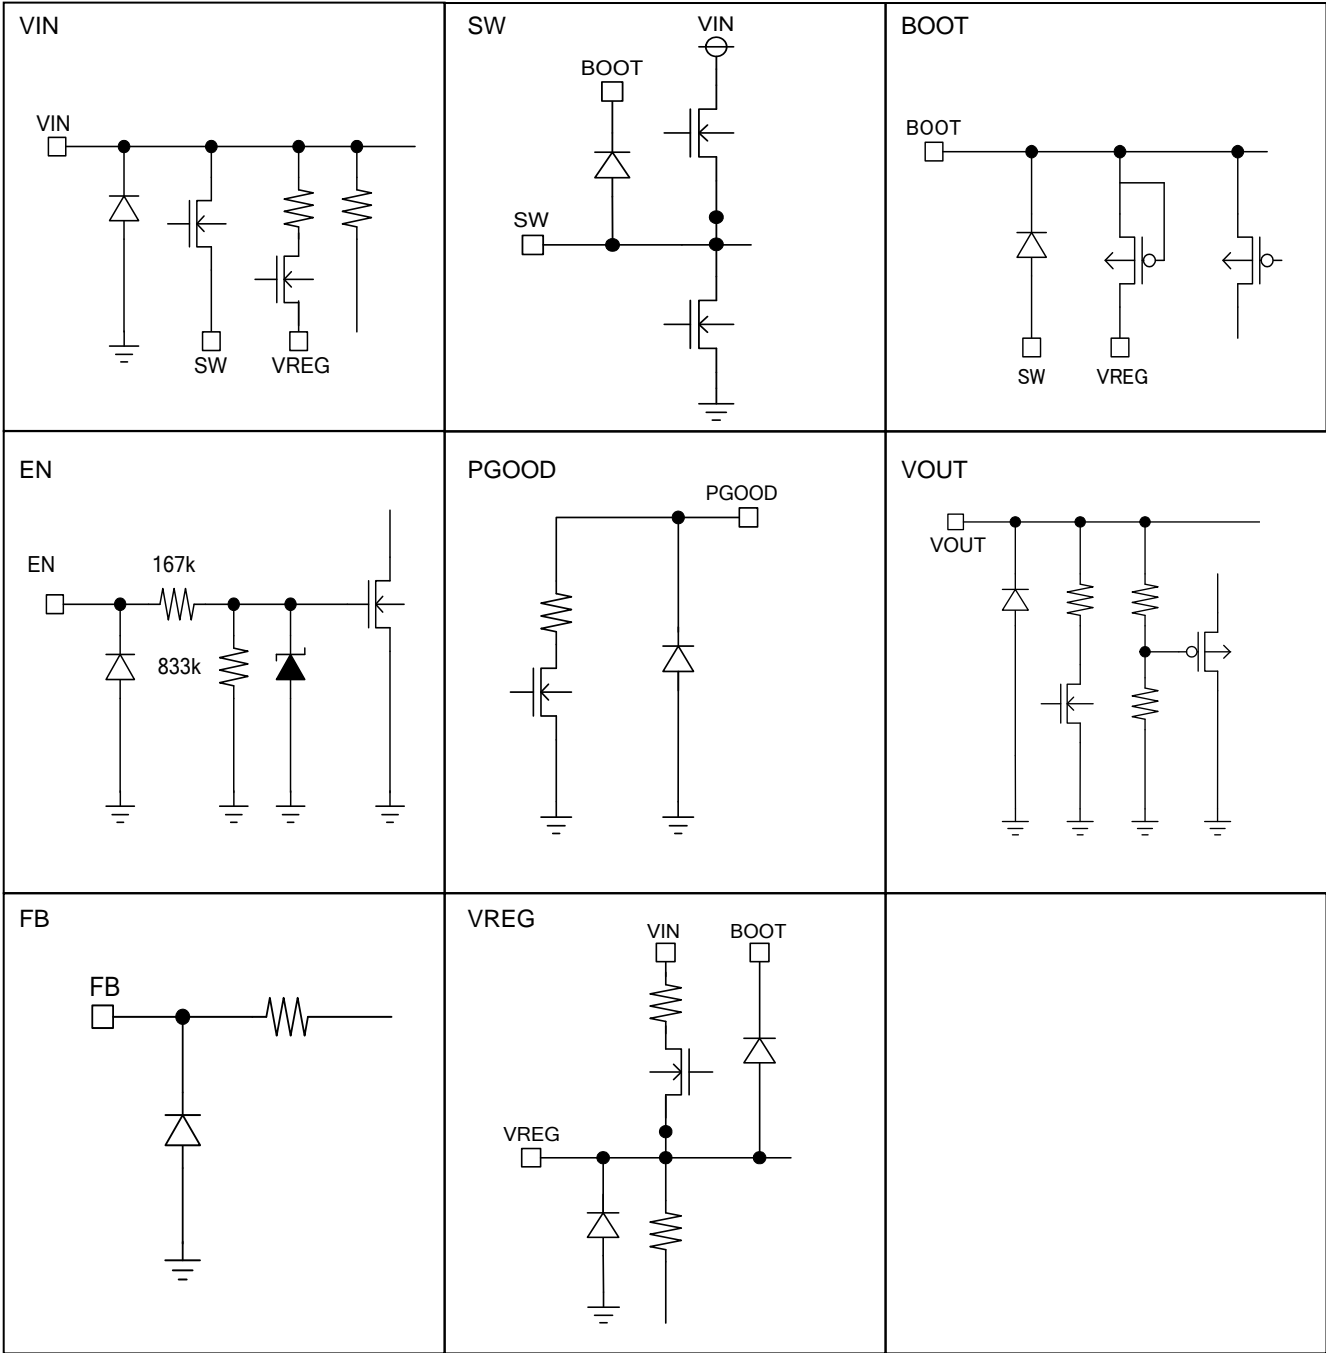 VIN
VIN
SW
VREG
SW
VIN
BOOT
SW
BOOT
BOOT
SW
VREG
EN
EN
167k
833k
PGOOD
PGOOD
VOUT
VOUT
FB
FB
VREG
VIN
BOOT
VREG